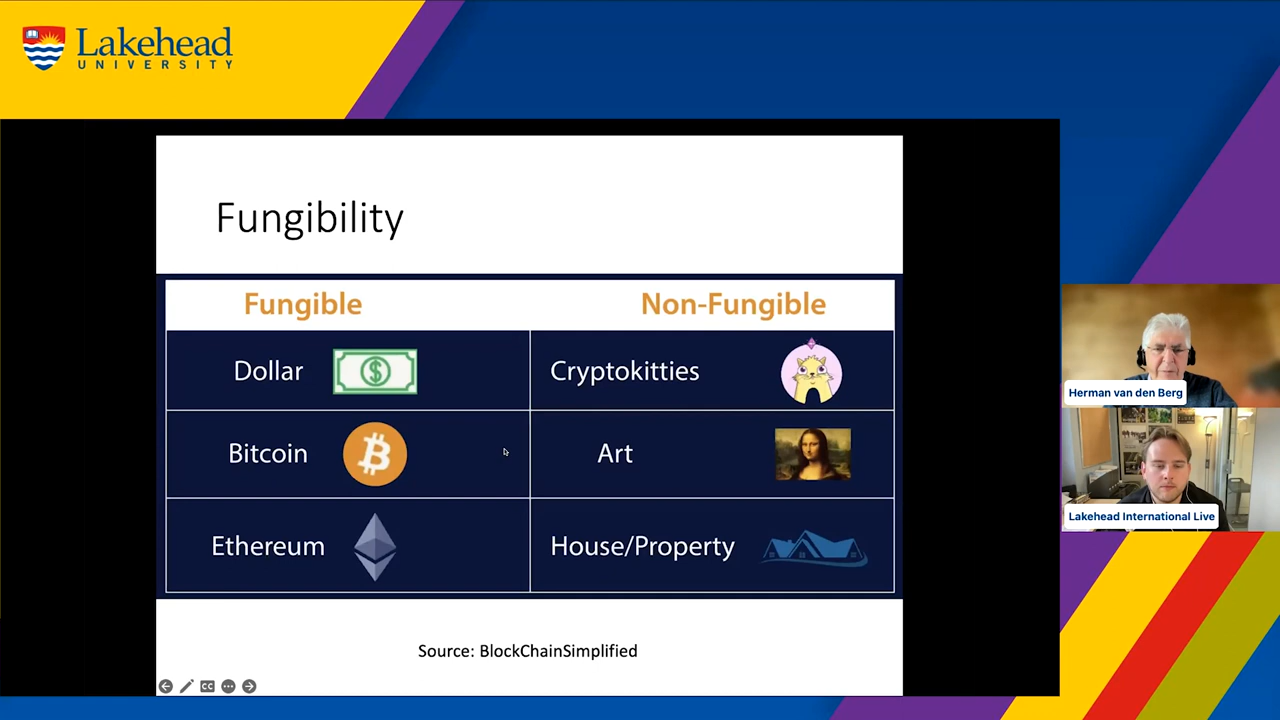 Lakehead
UNIVERSITY
Fungibility
Fungible
Non-Fungible
Dollar
Cryptokitties
Bitcoin
Art
Ethereum
House/Property
Source: BlockChainSimplified
CC
Herman van den Berg
Lakehead International Live